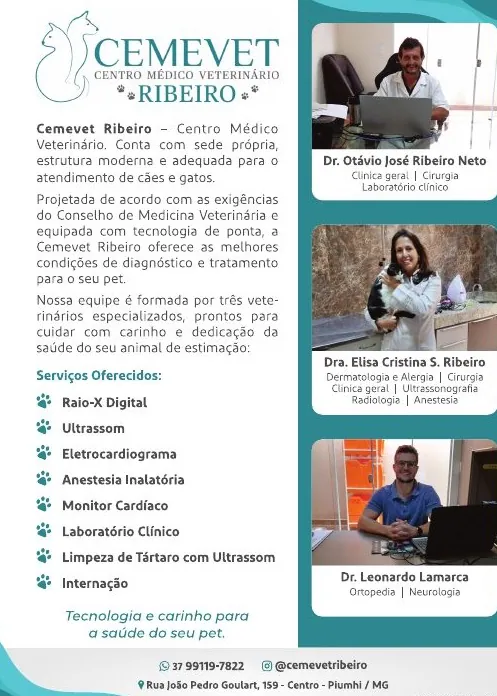 CEMEVET
CENTRO MÉDICO VETERINÁRIO
RIBEIRO
Cemevet Ribeiro – Centro Médico
Veterinário. Conta com sede própria,
estrutura moderna e adequada para o
atendimento de cães e gatos.
Projetada de acordo com as exigências
do Conselho de Medicina Veterinária e
equipada com tecnologia de ponta, a
Cemevet Ribeiro oferece as melhores
condições de diagnóstico e tratamento
para o seu pet.
Nossa equipe é formada por três vete-
rinários especializados, prontos para
cuidar com carinho e dedicação da
saúde do seu animal de estimação:
Serviços Oferecidos:
Raio-X Digital
Ultrassom
Eletrocardiograma
Anestesia Inalatória
Monitor Cardíaco
Laboratório Clínico
Limpeza de Tártaro com Ultrassom
Internação
Tecnologia e carinho para
a saúde do seu pet.
Dr. Otávio José Ribeiro Neto
Clinica geral | Cirurgia
Laboratório clínico
Dra. Elisa Cristina S. Ribeiro
Dermatologia e Alergia | Cirurgia
Clinica geral | Ultrassonografia
Radiologia | Anestesia
Dr. Leonardo Lamarca
Ortopedia | Neurologia
37 99119-7822 @cemevetribeiro
Rua João Pedro Goulart, 159 - Centro - Piumhi / MG